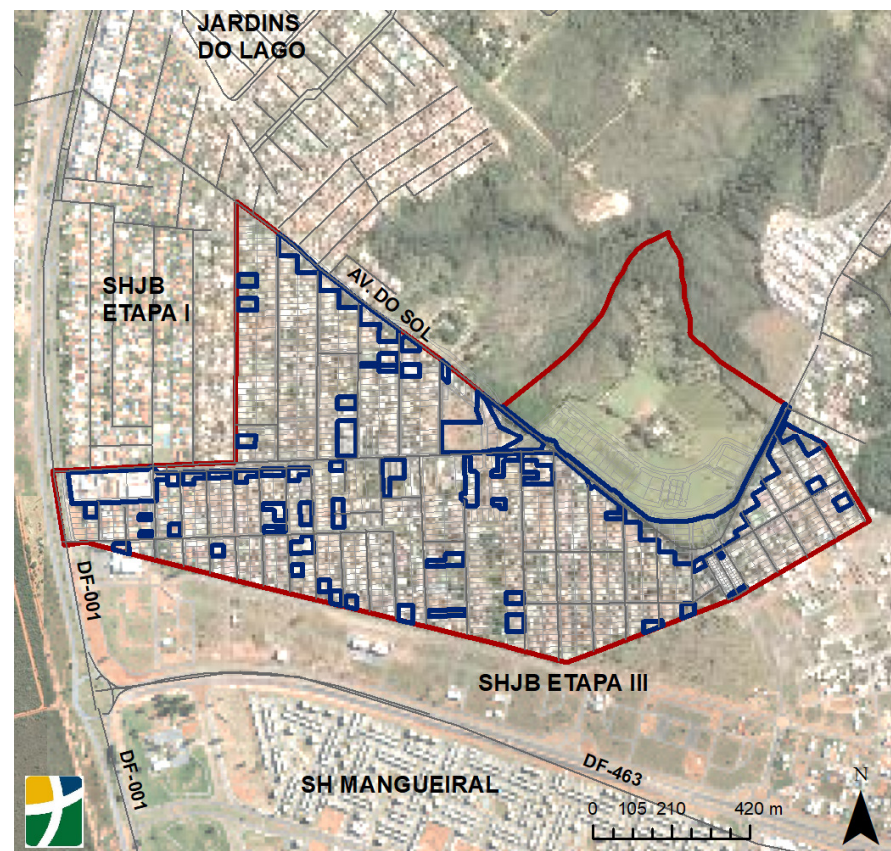 JARDINS
DO LAGO
SHJB
ETAPA I
AV. DO SOL
DF-001
SHJB ETAPA III
DF-001
SH MANGUEIRAL
DF-463
N
0 105 210 420 m